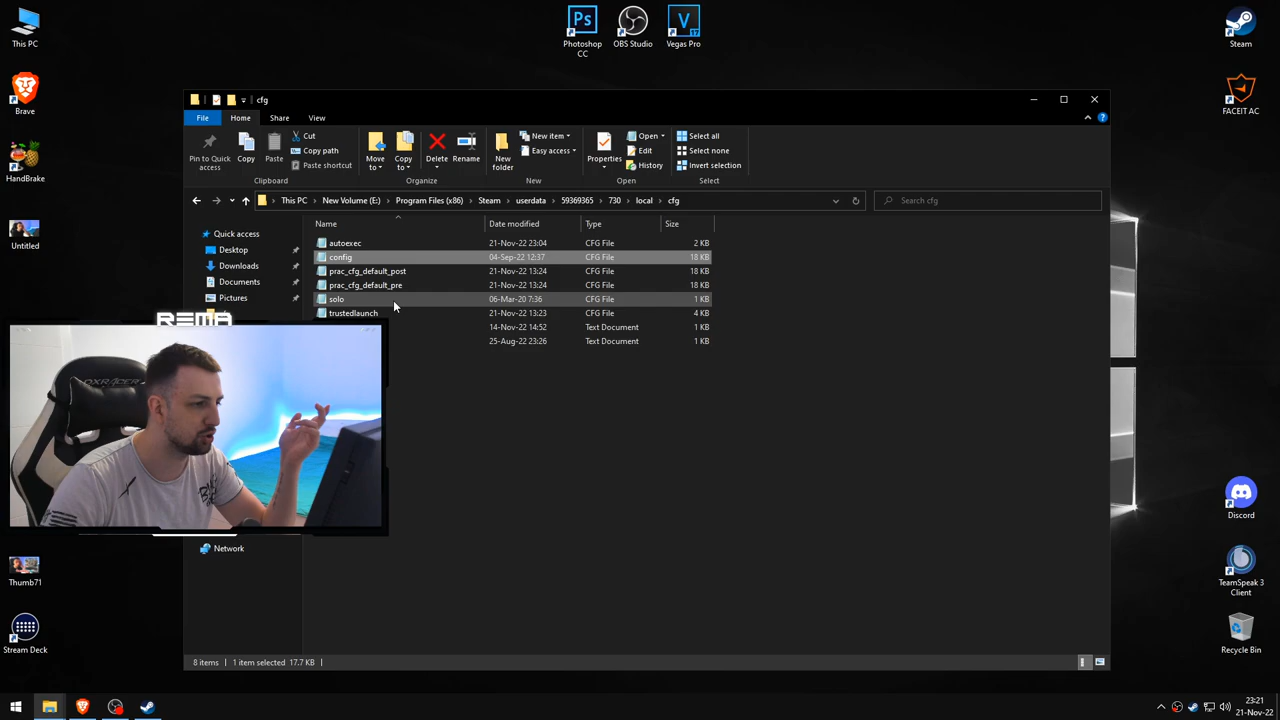 This PC
Photoshop CC
OBS Studio
Vegas Pro
Steam
Brave
HandBrake
Untitled
Thumb71
Stream Deck
FACEIT AC
Discord
TeamSpeak 3 Client
Recycle Bin
cfg
File Home Share View
Pin to Quick access
Copy
Paste
Cut
Copy path
Paste shortcut
Clipboard
Move to
Copy to
Delete
Rename
Organize
New folder
New item
Easy access
New
Properties
Open
Edit
History
Open
Select all
Select none
Invert selection
Select
This PC > New Volume (E:) > Program Files (x86) > Steam > userdata > 59369365 > 730 > local > cfg
Search cfg
Quick access
Desktop
Downloads
Documents
Pictures
Network
Name Date modified Type Size
autoexec 21-Nov-22 23:04 CFG File 2 KB
config 04-Sep-22 12:37 CFG File 18 KB
prac_cfg_default_post 21-Nov-22 13:24 CFG File 18 KB
prac_cfg_default_pre 21-Nov-22 13:24 CFG File 18 KB
solo 06-Mar-20 7:36 CFG File 1 KB
trustedlaunch 21-Nov-22 13:23 CFG File 4 KB
14-Nov-22 14:52 Text Document 1 KB
25-Aug-22 23:26 Text Document 1 KB
REMA
DXRACER
8 items 1 item selected 17.7 KB
23:21
21-Nov-22